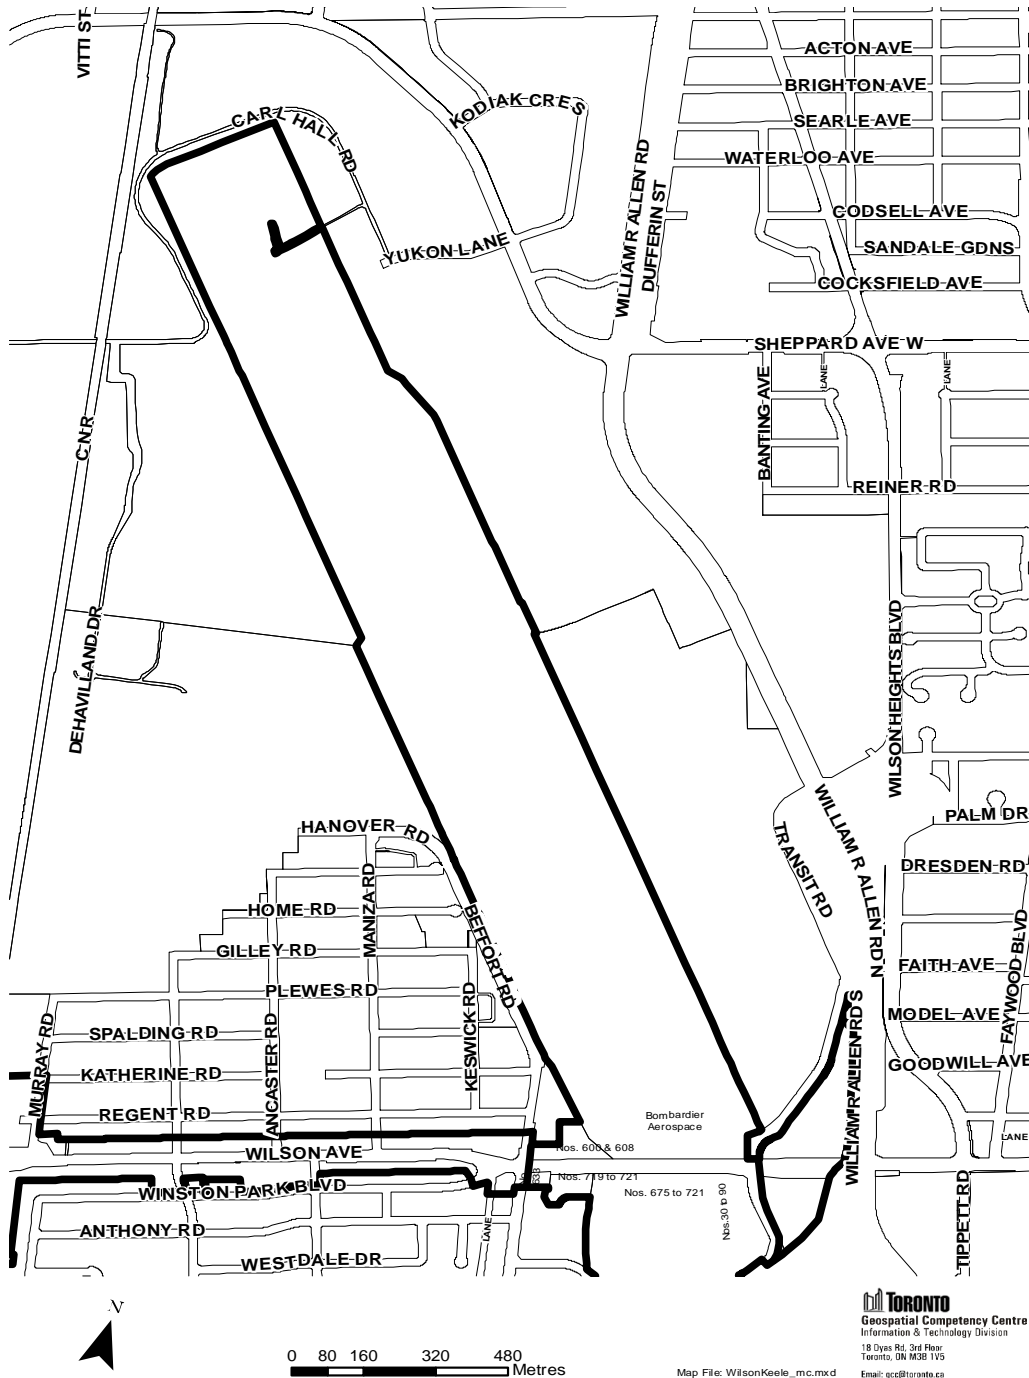 VITTI ST
ACTON AVE
BRIGHTON AVE
KODIAK CRES
CARL HALL RD
SEARLE AVE
WATERLOO AVE
WILLIAM R ALLEN RD
DUFFERIN ST
CODSELL AVE
YUKON LANE
SANDALE GDNS
COCKSFIELD AVE
SHEPPARD AVE W
LANE
LANE
BANTING AVE
C N R
REINER RD
DEHAVILLAND DR
WILSON HEIGHTS BLVD
WILLIAM R ALLEN RD N
PALM DR
TRANSIT RD
HANOVER RD
DRESDEN RD
MANIZA RD
HOME RD
BEFFORT RD
FAYWOOD BLVD
GILLEY RD
FAITH AVE
PLEWES RD
KESWICK RD
WILLIAM R ALLEN RD S
MODEL AVE
MURRAY RD
SPALDING RD
ANCASTER RD
GOODWILL AVE
KATHERINE RD
REGENT RD
Bombardier
Aerospace
LANE
WILSON AVE
Nos. 600 & 608
Nos. 719 to 721
WINSTON PARK BLVD
Nos. 675 to 721
Nos. 30 to 90
TIPPETT RD
ANTHONY RD
LANE
WESTDALE DR
N
TORONTO
Geospatial Competency Centre
Information & Technology Division
18 Dyas Rd, 3rd Floor
Toronto, ON M3B 1V5
Email: gcc@toronto.ca
0 80 160 320 480
Metres
Map File: WilsonKeele_mc.mxd